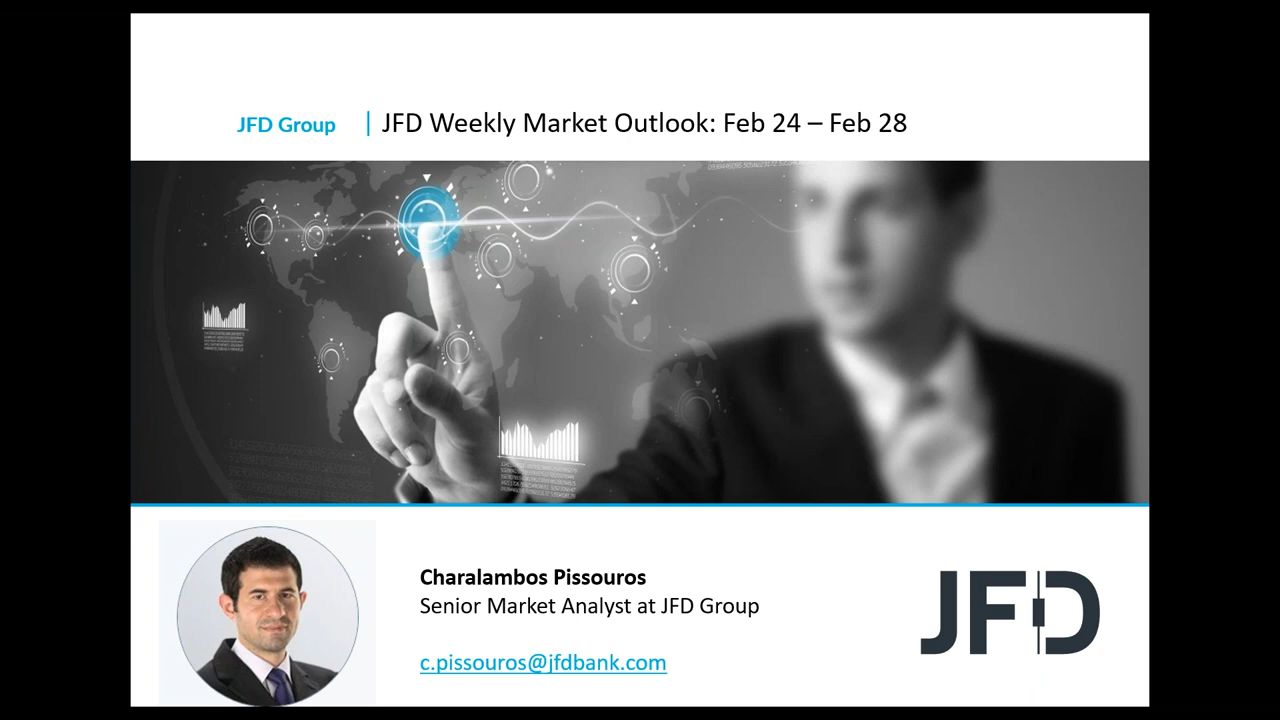 JFD Group | JFD Weekly Market Outlook: Feb 24 – Feb 28
Charalambos Pissouros
Senior Market Analyst at JFD Group
c.pissouros@jfdbank.com
JFD